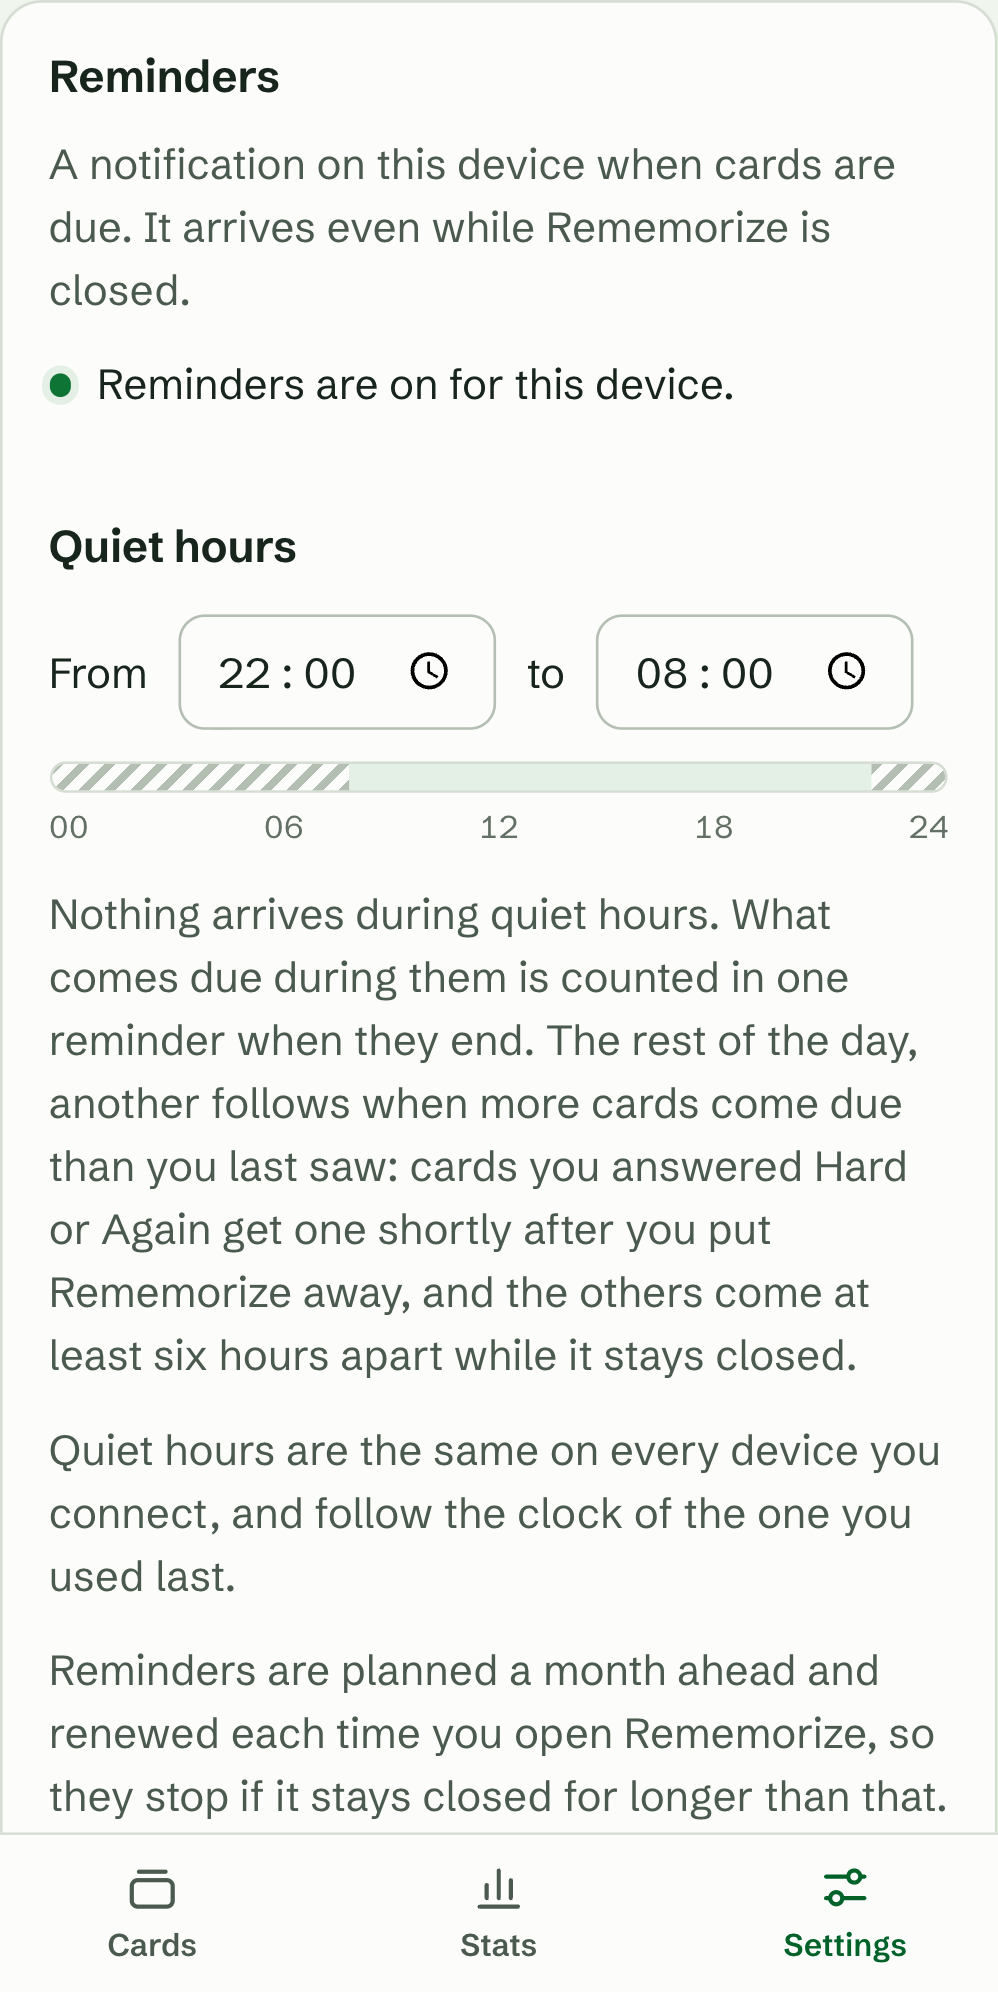 Reminders
A notification on this device when cards are
due. It arrives even while Rememorize is
closed.
Reminders are on for this device.
Quiet hours
From 22:00 to 08:00
00 06 12 18 24
Nothing arrives during quiet hours. What
comes due during them is counted in one
reminder when they end. The rest of the day,
another follows when more cards come due
than you last saw: cards you answered Hard
or Again get one shortly after you put
Rememorize away, and the others come at
least six hours apart while it stays closed.
Quiet hours are the same on every device you
connect, and follow the clock of the one you
used last.
Reminders are planned a month ahead and
renewed each time you open Rememorize, so
they stop if it stays closed for longer than that.
Cards Stats Settings